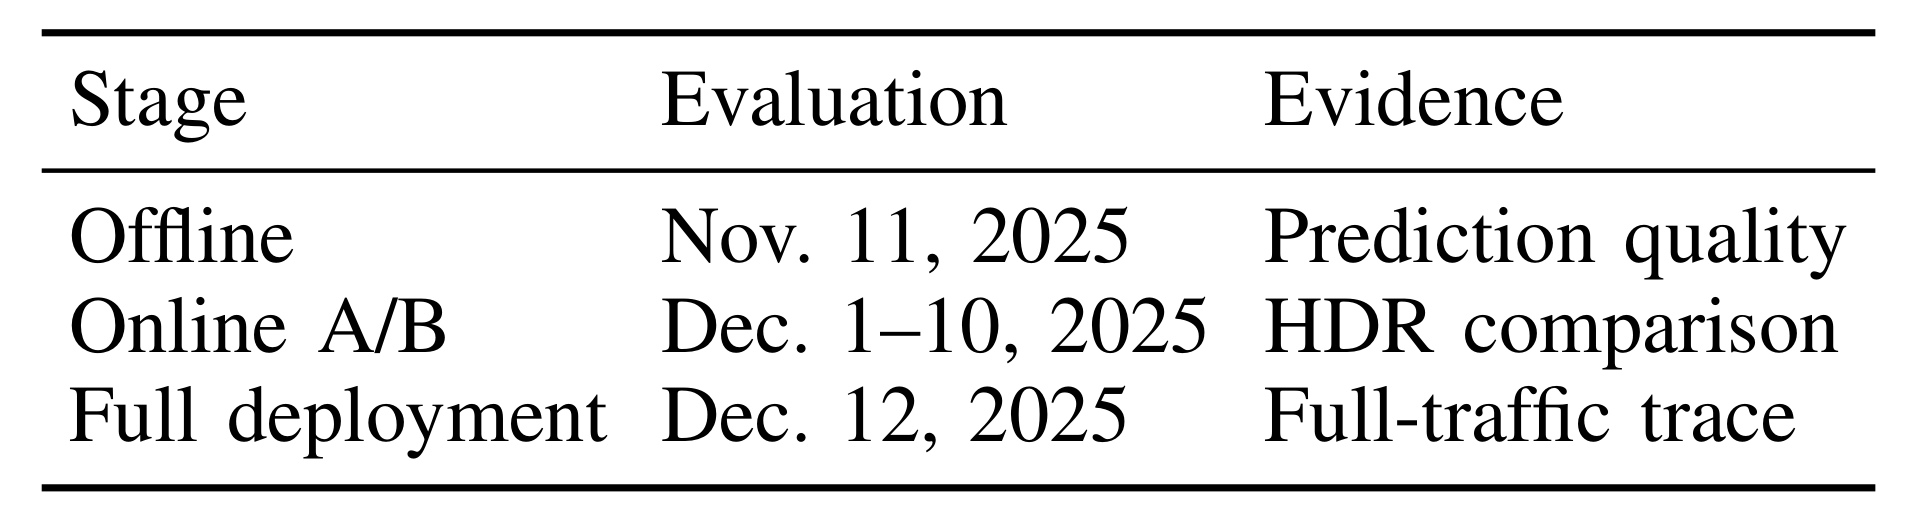 Stage Evaluation Evidence
Offline Nov. 11, 2025 Prediction quality
Online A/B Dec. 1–10, 2025 HDR comparison
Full deployment Dec. 12, 2025 Full-traffic trace